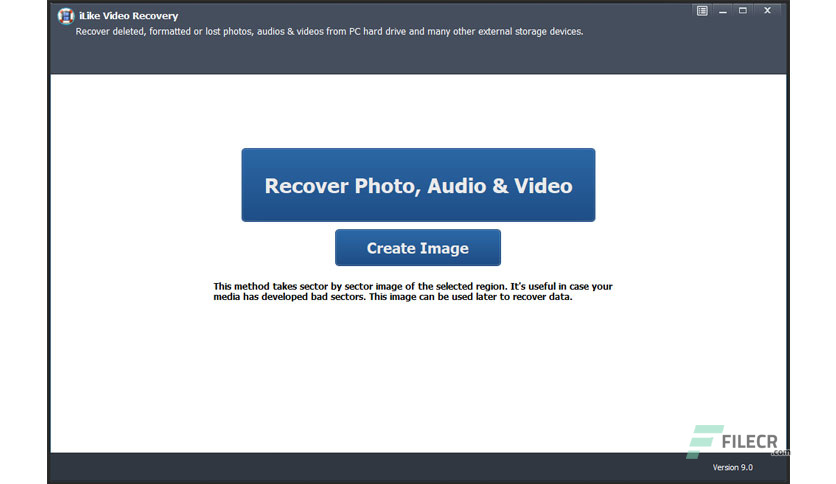 iLike Video Recovery
Recover deleted, formatted or lost photos, audios & videos from PC hard drive and many other external storage devices.
Recover Photo, Audio & Video
Create Image
This method takes sector by sector image of the selected region. It's useful in case your
media has developed bad sectors. This image can be used later to recover data.
FILECR
.com
Version 9.0